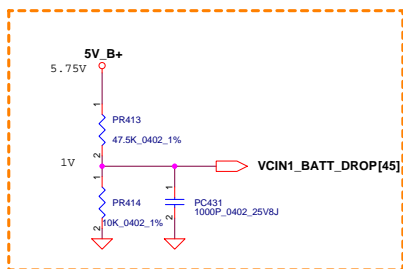 5V_B+
5.75V
1
PR413
47.5K_0402_1%
2
1V
VCIN1_BATT_DROP[45]
1
1
PR414
PC431
10K_0402_1%
1000P_0402_25V8J
2
2